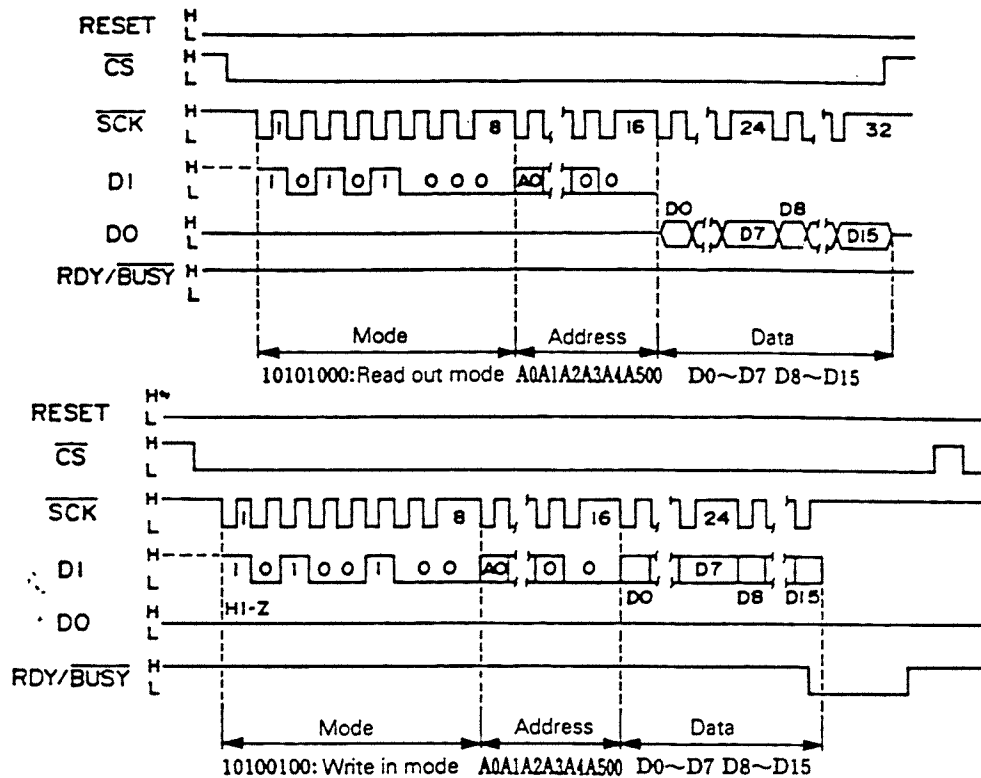 RESET H L
CS H L
SCK H L 1 8 16 24 32
DI H L 1 0 1 0 1 0 0 0 A0 0 0
DO H L D0 D7 D8 D15
RDY/BUSY H L
Mode Address Data
10101000:Read out mode A0A1A2A3A4A500 D0~D7 D8~D15
RESET H L
CS H L
SCK H L 1 8 16 24
DI H L 1 0 1 0 0 1 0 0 A0 0 0 D0 D7 D8 D15
HI-Z
DO H L
RDY/BUSY H L
Mode Address Data
10100100: Write in mode A0A1A2A3A4A500 D0~D7 D8~D15